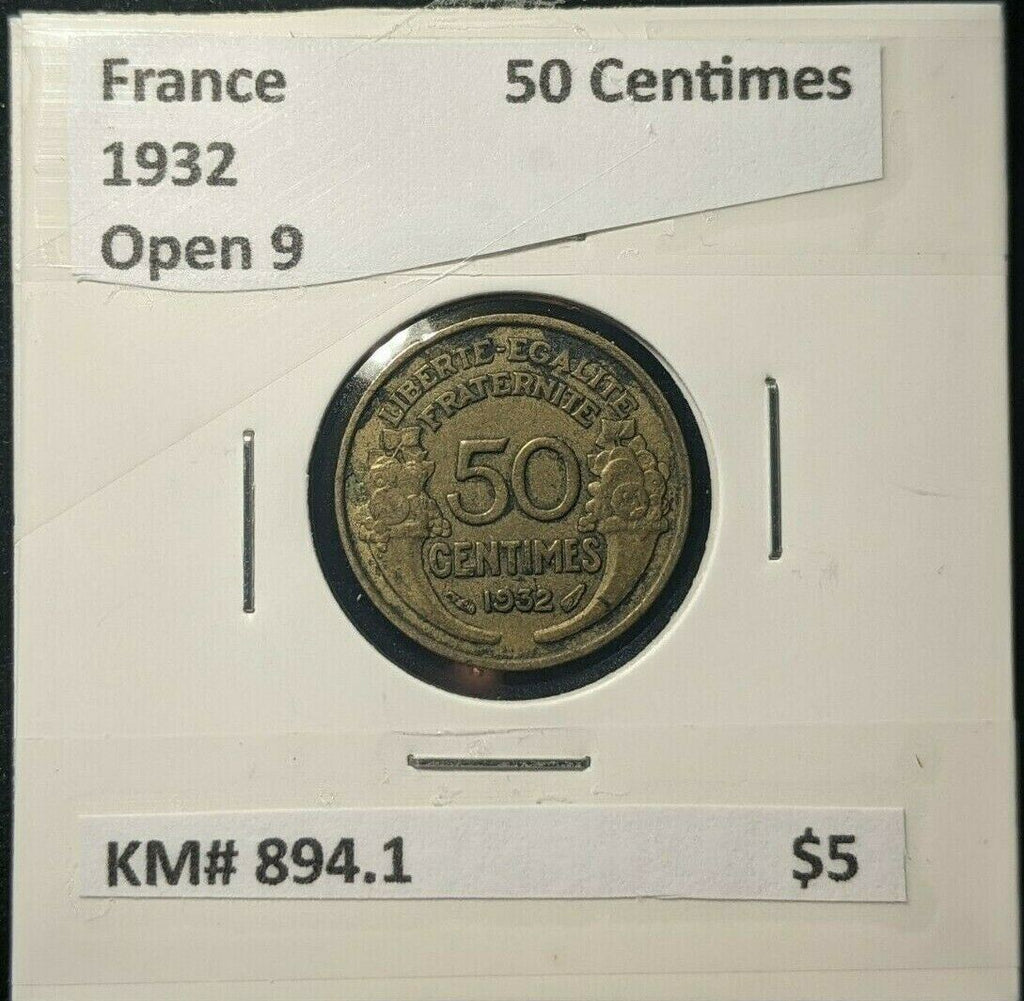 France 50 Centimes
1932
Open 9
LIBERTE-EGALITE
FRATERNITE
50
CENTIMES
1932
KM# 894.1 $5